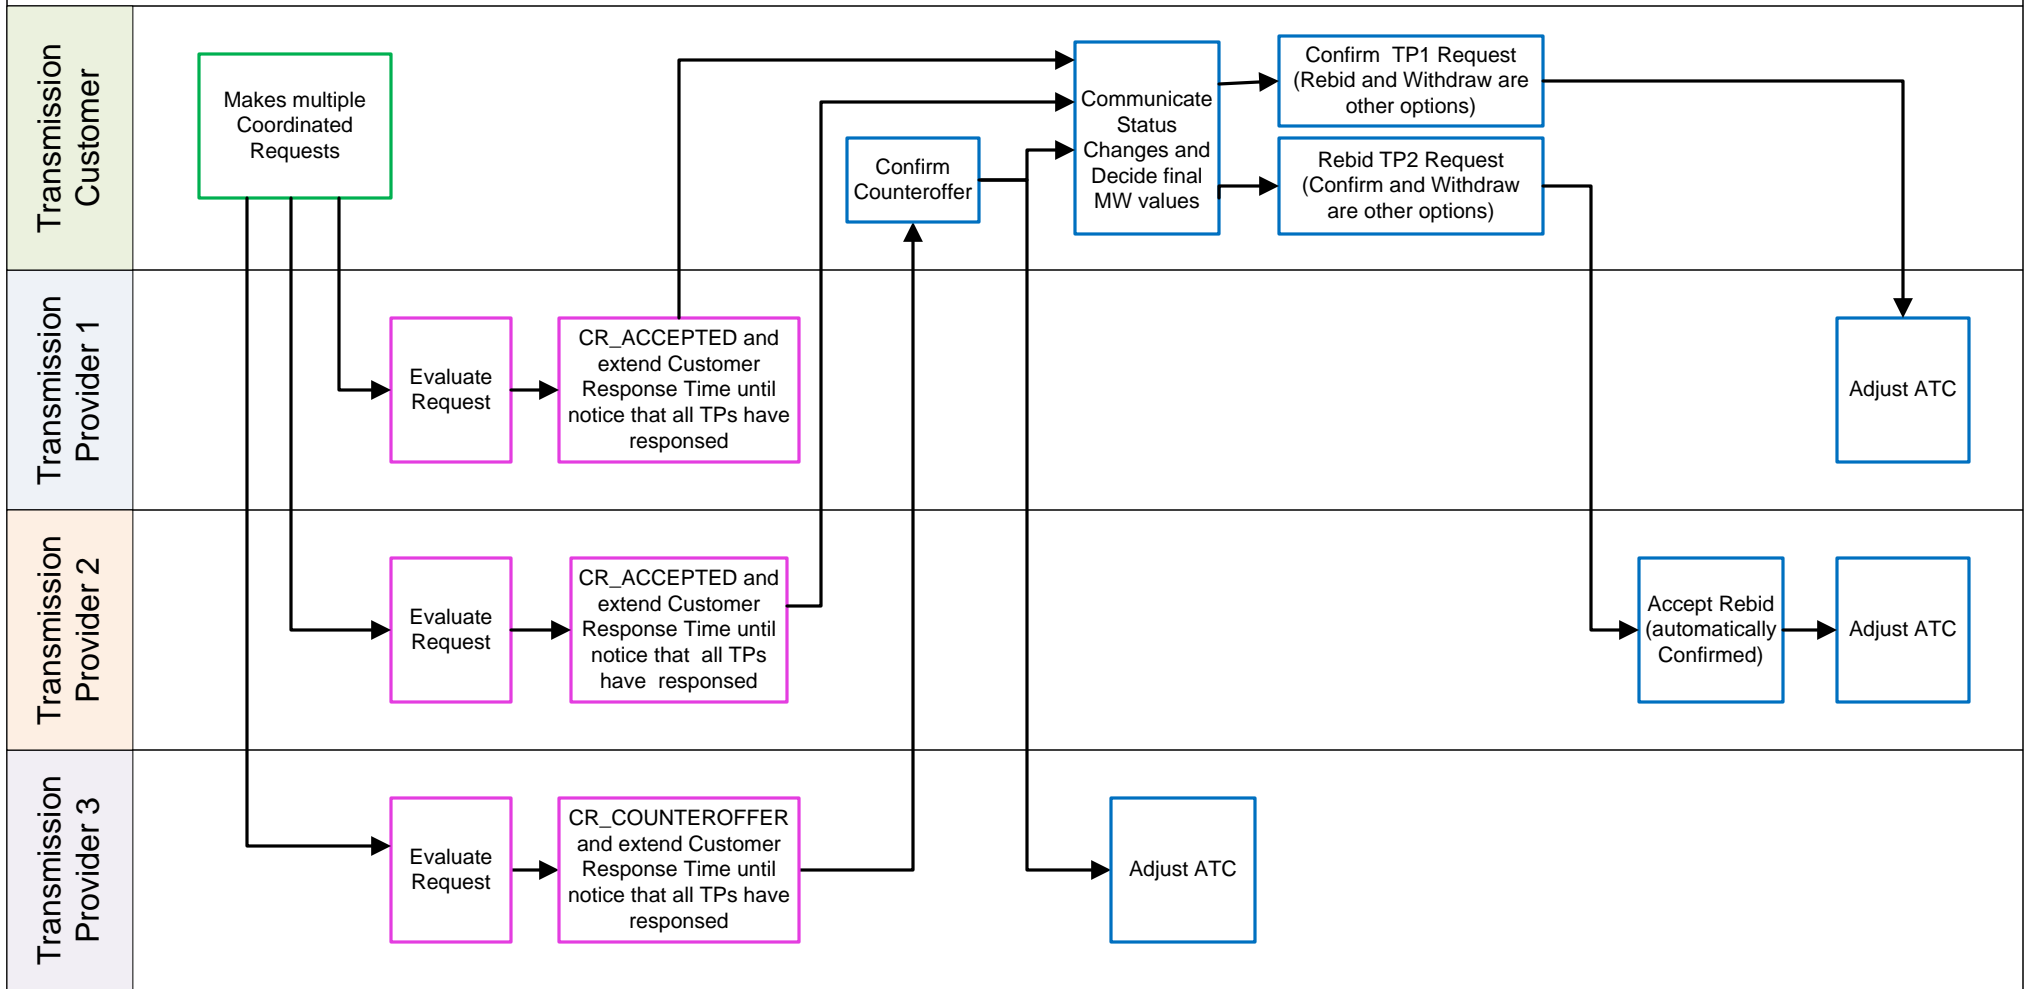 Transmission
Customer
Makes multiple
Coordinated
Requests
Confirm
Counteroffer
Communicate
Status
Changes and
Decide final
MW values
Confirm  TP1 Request
(Rebid and Withdraw are
other options)
Rebid TP2 Request
(Confirm and Withdraw
are other options)
Transmission
Provider 1
Evaluate
Request
CR_ACCEPTED and
extend Customer
Response Time until
notice that all TPs have
responsed
Adjust ATC
Transmission
Provider 2
Evaluate
Request
CR_ACCEPTED and
extend Customer
Response Time until
notice that  all TPs
have  responsed
Accept Rebid
(automatically
Confirmed)
Adjust ATC
Transmission
Provider 3
Evaluate
Request
CR_COUNTEROFFER
and extend Customer
Response Time until
notice that all TPs have
responsed
Adjust ATC